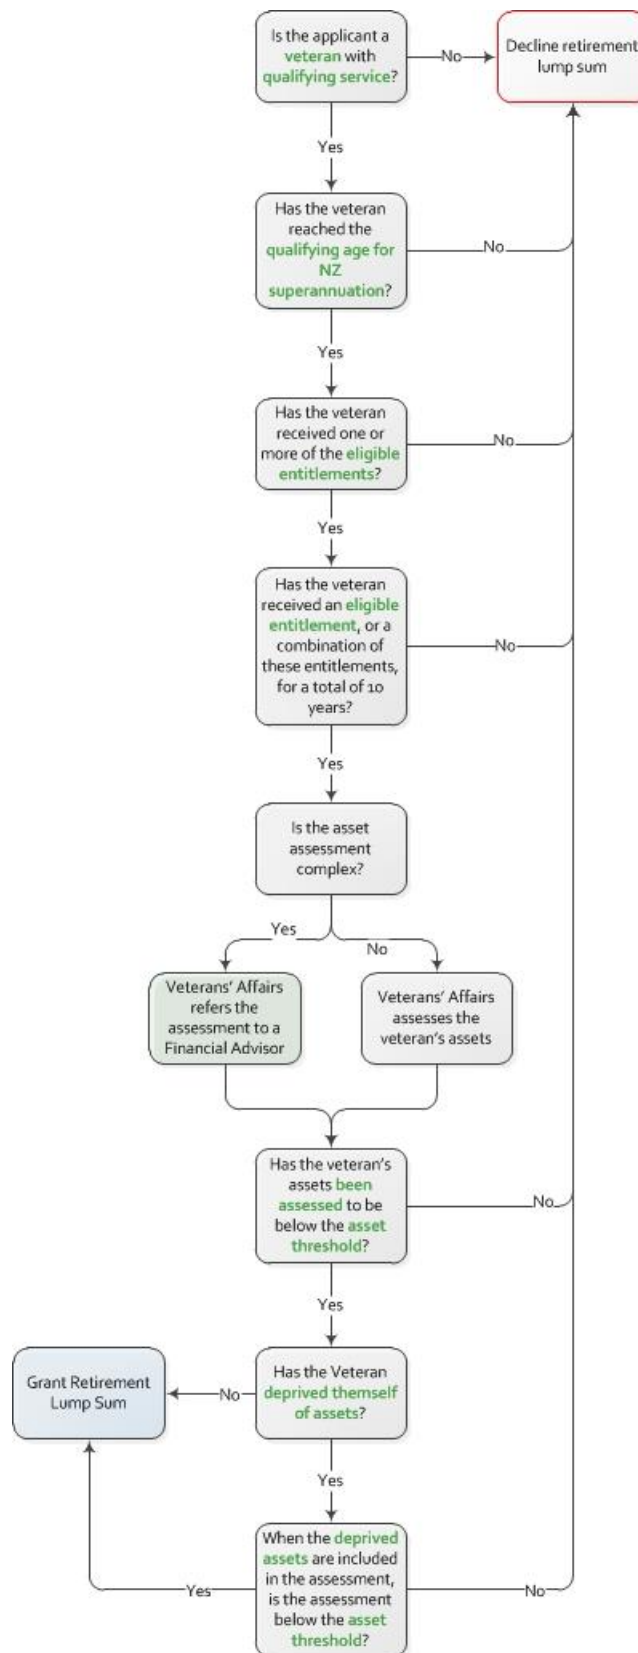 Is the applicant a
veteran with
qualifying service?
No
Decline retirement
lump sum
Yes
Has the veteran
reached the
qualifying age for
NZ
superannuation?
No
Yes
Has the veteran
received one or
more of the eligible
entitlements?
No
Yes
Has the veteran
received an eligible
entitlement, or a
combination of
these entitlements,
for a total of 10
years?
No
Yes
Is the asset
assessment
complex?
Yes
No
Veterans' Affairs
refers the
assessment to a
Financial Advisor
Veterans' Affairs
assesses the
veteran's assets
Has the veteran's
assets been
assessed to be
below the asset
threshold?
No
Yes
Grant Retirement
Lump Sum
No
Has the Veteran
deprived themself
of assets?
Yes
When the deprived
assets are included
in the assessment,
is the assessment
below the asset
threshold?
Yes
No